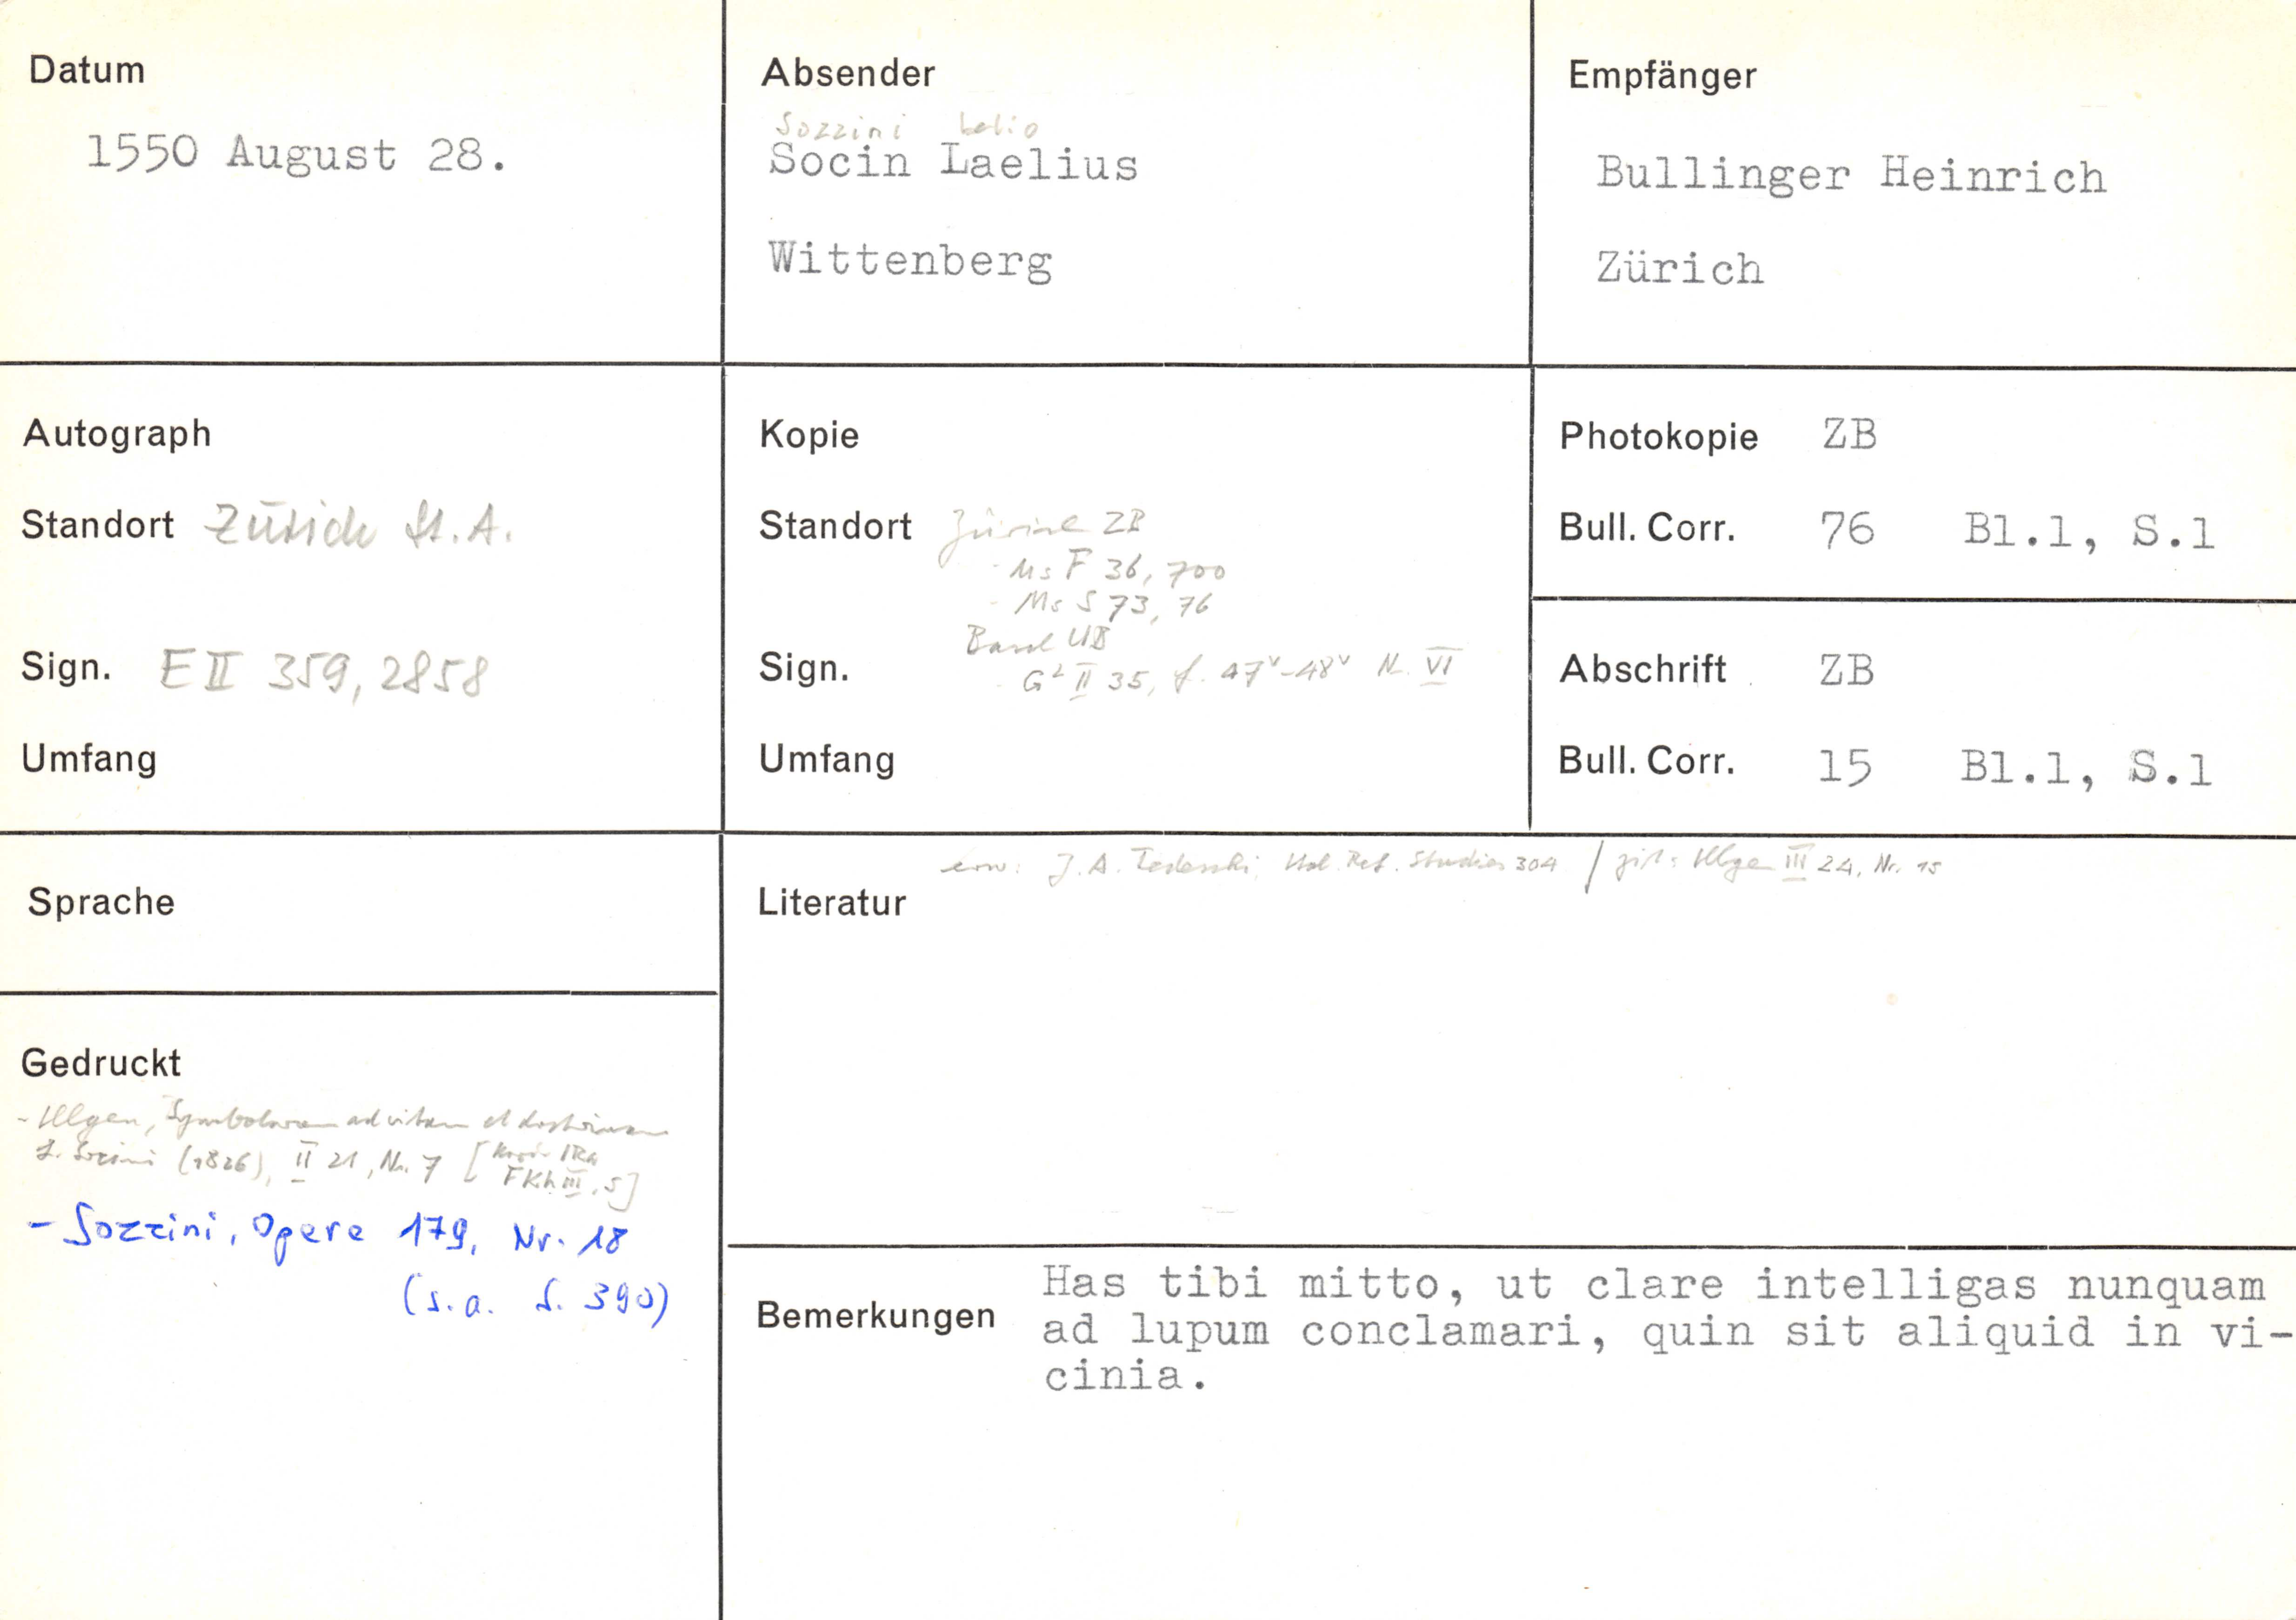 Datum
1550 August 28.
Absender
Sozzini Lelio
Socin Laelius
Wittenberg
Empfänger
Bullinger Heinrich
Zürich
Autograph
Standort Zürich St.A.
Sign. E II 359, 2858
Umfang
Kopie
Standort Zürich ZB
- Ms F 36, 700
- Ms S 73, 76
Basel UB
Sign. - G² II 35, f. 47v-48v N. VI
Umfang
Photokopie ZB
Bull. Corr. 76 Bl.1, S.1
Abschrift ZB
Bull. Corr. 15 Bl.1, S.1
Sprache
Literatur
erw: J. A. Tedeschi, Ital. Ref. Studies 304 / zit: Illgen III 24, Nr. 15
Gedruckt
- Illgen, Symbolarum ad vitam et doctrinam
L. Socini (1826), II 21, Nr. 7 [
FKh III, 5]
- Sozzini, Opere 179, Nr. 18
(s.a. S. 390)
Bemerkungen
Has tibi mitto, ut clare intelligas nunquam
ad lupum conclamari, quin sit aliquid in vi-
cinia.